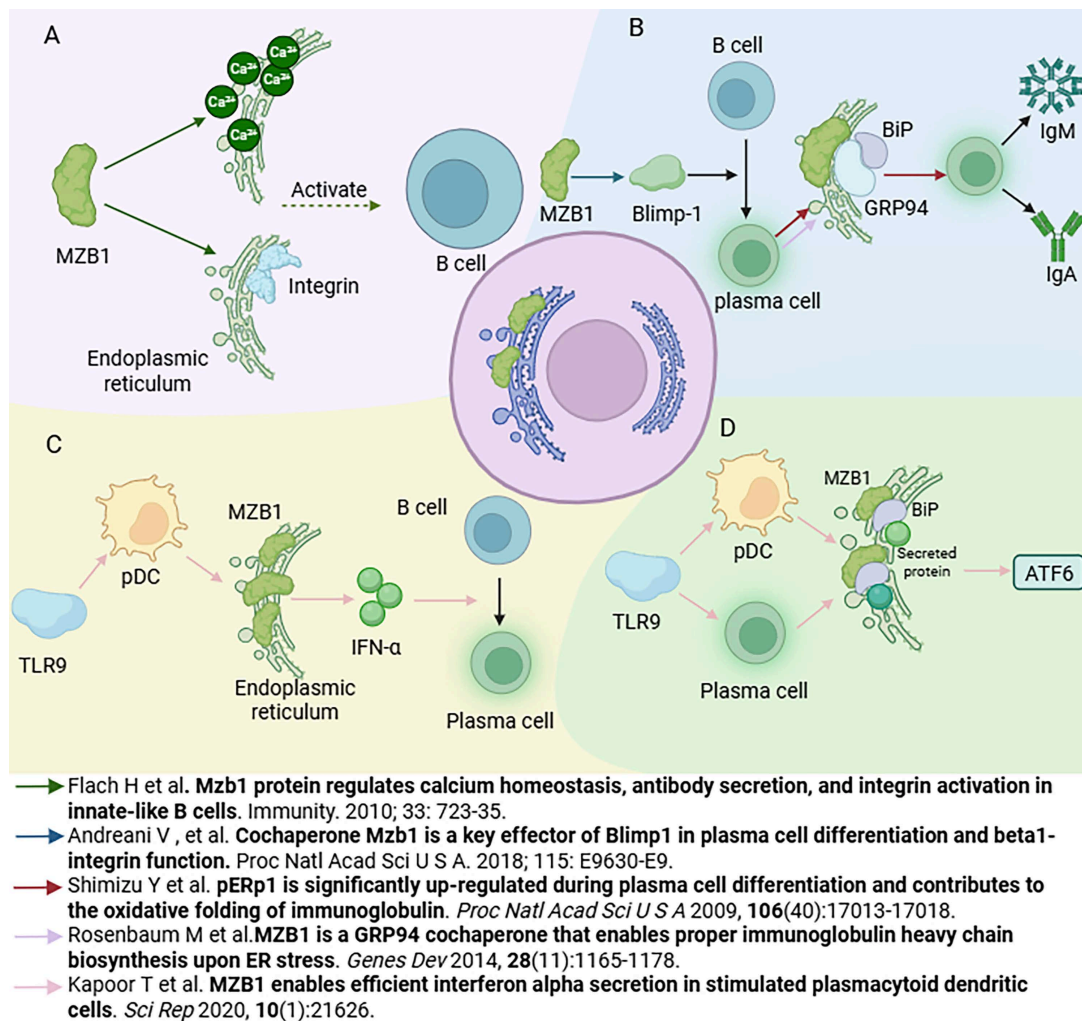 A
Ca²⁺
Ca²⁺
Ca²⁺
Ca²⁺
Ca²⁺
MZB1
Activate
B cell
Integrin
Endoplasmic
reticulum
B
B cell
MZB1
Blimp-1
plasma cell
BiP
GRP94
IgM
IgA
C
TLR9
pDC
MZB1
Endoplasmic
reticulum
IFN-α
B cell
Plasma cell
D
TLR9
pDC
Plasma cell
MZB1
BiP
Secreted
protein
ATF6
Flach H et al. Mzb1 protein regulates calcium homeostasis, antibody secretion, and integrin activation in
innate-like B cells. Immunity. 2010; 33: 723-35.
Andreani V , et al. Cochaperone Mzb1 is a key effector of Blimp1 in plasma cell differentiation and beta1-
integrin function. Proc Natl Acad Sci U S A. 2018; 115: E9630-E9.
Shimizu Y et al. pERp1 is significantly up-regulated during plasma cell differentiation and contributes to
the oxidative folding of immunoglobulin. Proc Natl Acad Sci U S A 2009, 106(40):17013-17018.
Rosenbaum M et al.MZB1 is a GRP94 cochaperone that enables proper immunoglobulin heavy chain
biosynthesis upon ER stress. Genes Dev 2014, 28(11):1165-1178.
Kapoor T et al. MZB1 enables efficient interferon alpha secretion in stimulated plasmacytoid dendritic
cells. Sci Rep 2020, 10(1):21626.